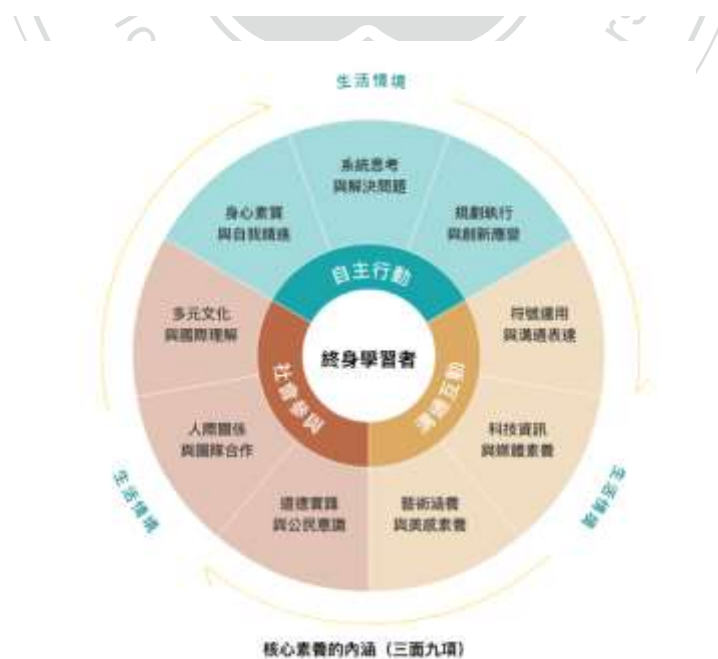 生活情境
系統思考
與解決問題
身心素質
與自我精進
規劃執行
與創新應變
自主行動
多元文化
與國際理解
符號運用
與溝通表達
終身學習者
社會參與
溝通互動
人際關係
與團隊合作
科技資訊
與媒體素養
道德實踐
與公民意識
藝術涵養
與美感素養
生活情境
生活情境
核心素養的內涵（三面九項）